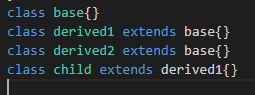 class base{}
class derived1 extends base{}
class derived2 extends base{}
class child extends derived1{}